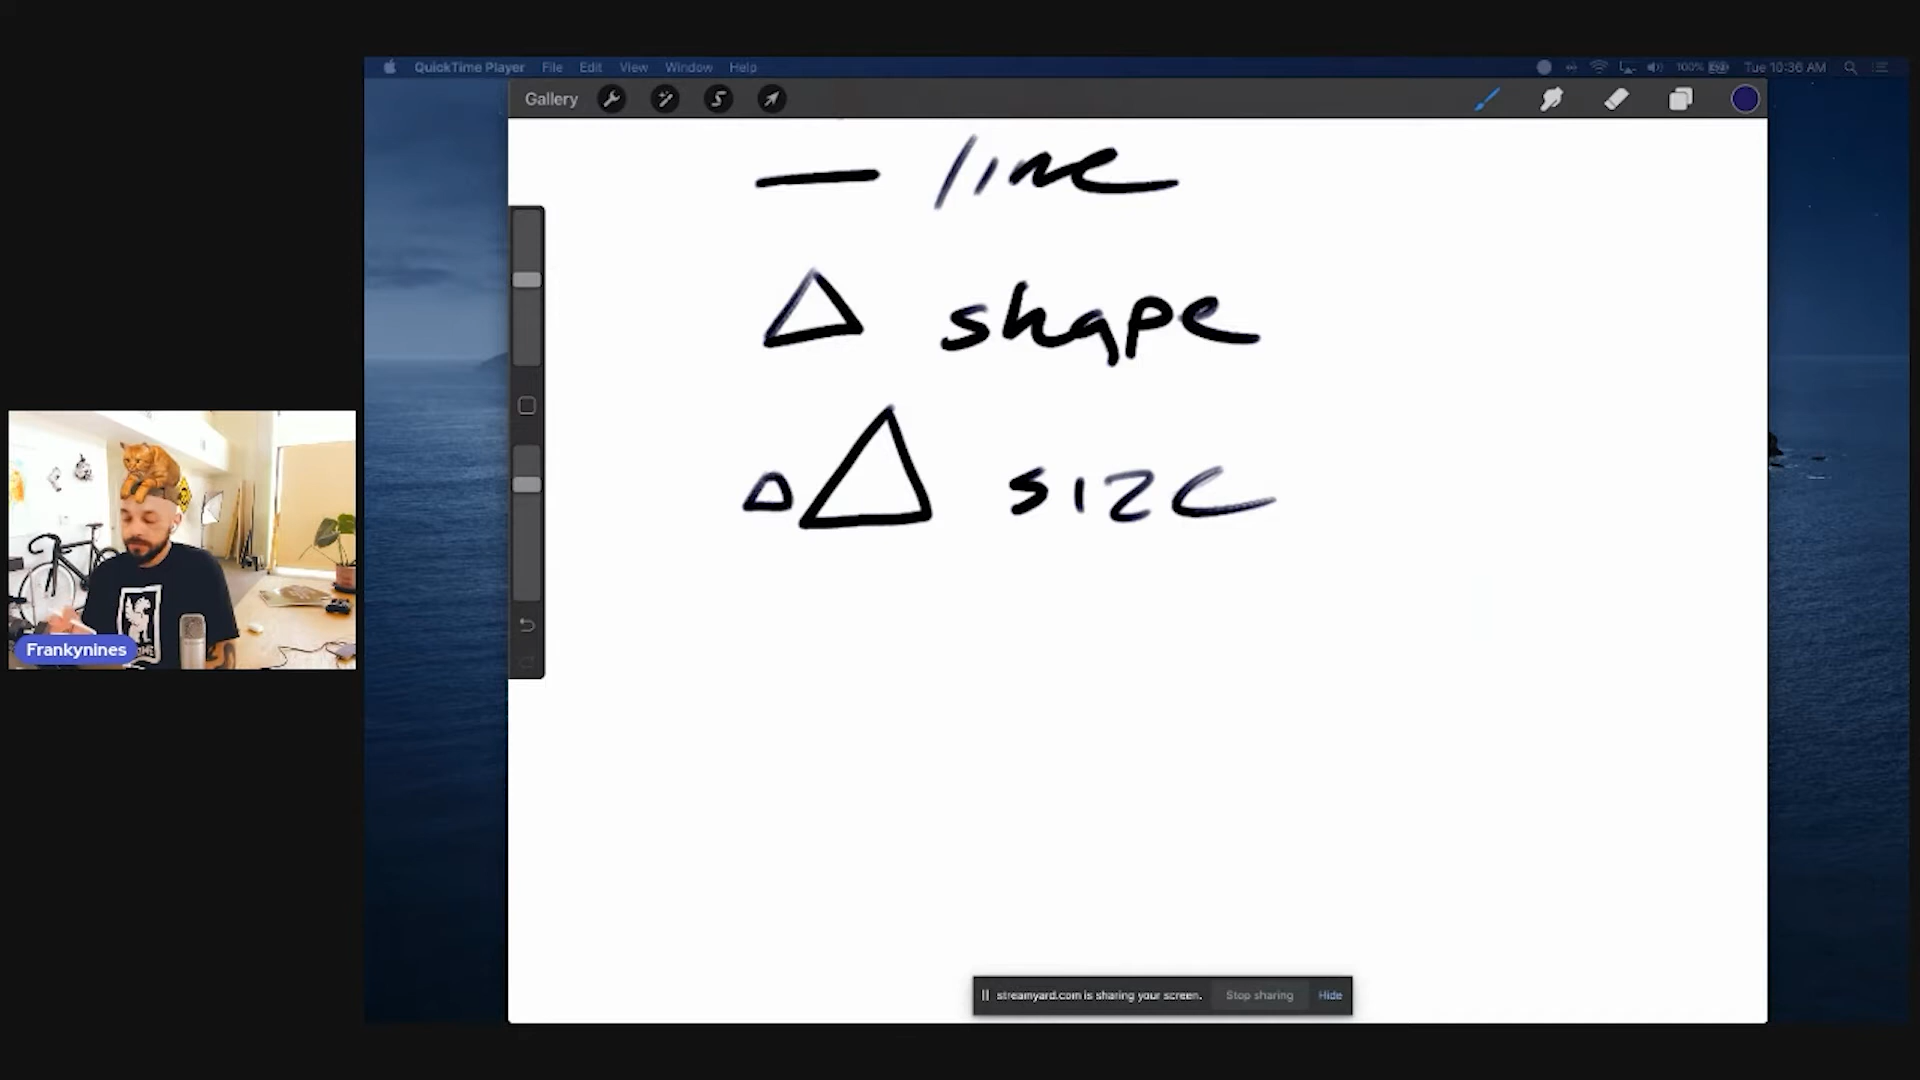 QuickTime Player File Edit View Window Help 100% Tue 10:36 AM
Gallery
line
shape
size
Frankynines
streamyard.com is sharing your screen. Stop sharing Hide